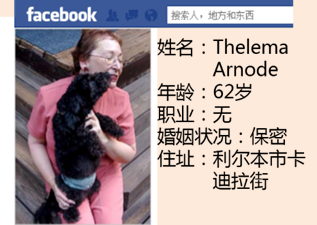 facebook
搜索人,地方和东西
姓名：Thelema
Arnode
年龄：62岁
职业：无
婚姻状况：保密
住址：利尔本市卡
迪拉街